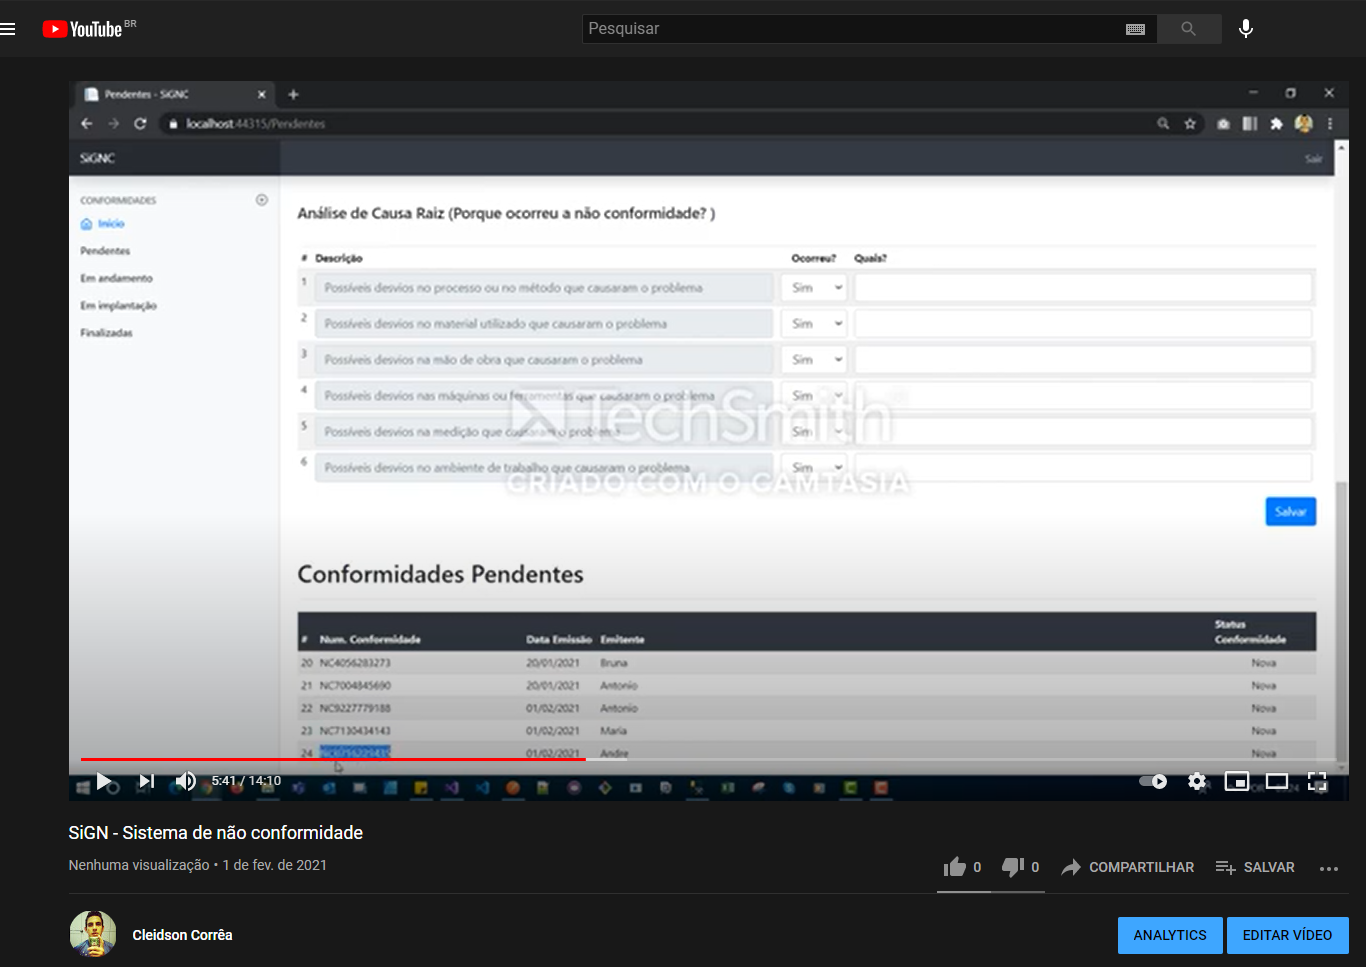 YouTube BR
Pesquisar
Pendentes - SiGNC
localhost:44315/Pendentes
SiGNC
Sair
CONFORMIDADES
Início
Pendentes
Em andamento
Em implantação
Finalizadas
Análise de Causa Raiz (Porque ocorreu a não conformidade? )
# Descrição Ocorreu? Quais?
1 Possíveis desvios no processo ou no método que causaram o problema Sim
2 Possíveis desvios no material utilizado que causaram o problema Sim
3 Possíveis desvios na mão de obra que causaram o problema Sim
4 Possíveis desvios nas máquinas ou ferramentas que causaram o problema Sim
5 Possíveis desvios na medição que causaram o problema Sim
6 Possíveis desvios no ambiente de trabalho que causaram o problema Sim
TechSmith
CRIADO COM O CAMTASIA
Salvar
Conformidades Pendentes
# Num. Conformidade Data Emissão Emitente Status Conformidade
20 NC4056283273 20/01/2021 Bruna Nova
21 NC7004845690 20/01/2021 Antonio Nova
22 NC9227779188 01/02/2021 Antonio Nova
23 NC7130434143 01/02/2021 Maria Nova
24 01/02/2021 Andre Nova
5:41 / 14:10
SiGN - Sistema de não conformidade
Nenhuma visualização • 1 de fev. de 2021
0 0 COMPARTILHAR SALVAR
Cleidson Corrêa
ANALYTICS
EDITAR VÍDEO